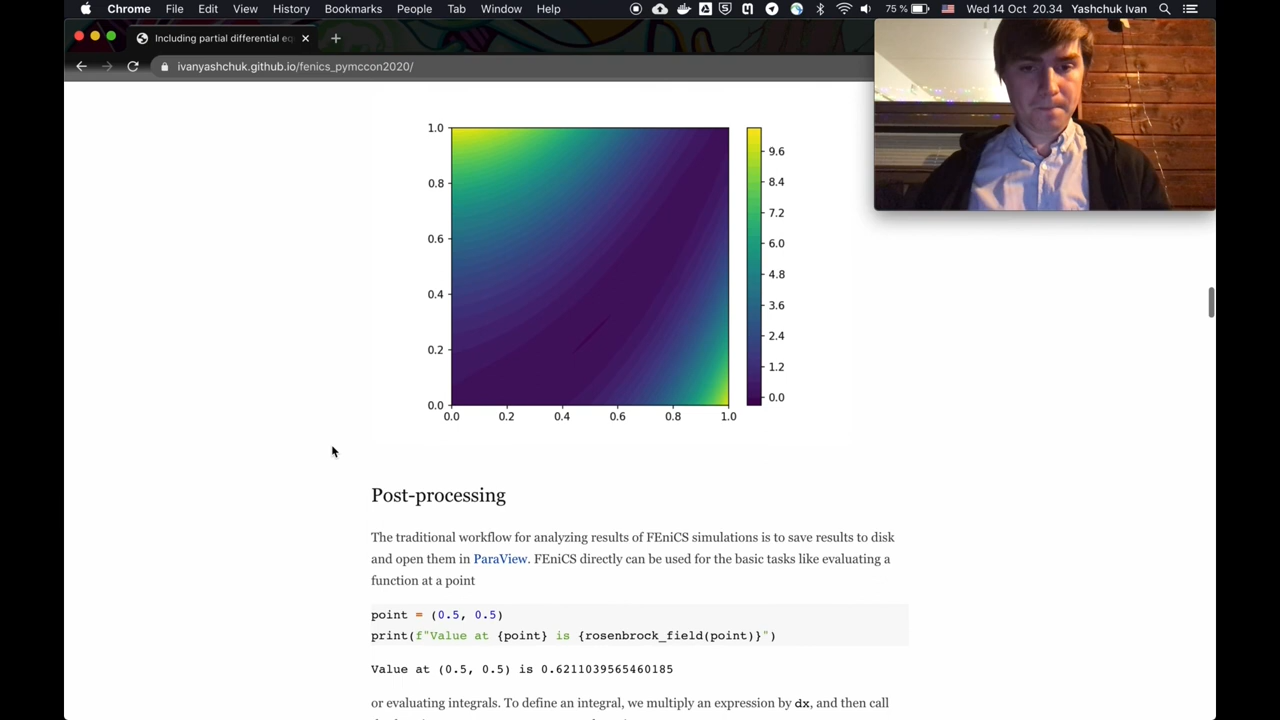 Chrome File Edit View History Bookmarks People Tab Window Help 75 % Wed 14 Oct 20.34 Yashchuk Ivan
Including partial differential e
ivanyashchuk.github.io/fenics_pymccon2020/
1.0
0.8
0.6
0.4
0.2
0.0
0.0 0.2 0.4 0.6 0.8 1.0
9.6
8.4
7.2
6.0
4.8
3.6
2.4
1.2
0.0
Post-processing
The traditional workflow for analyzing results of FEniCS simulations is to save results to disk
and open them in ParaView. FEniCS directly can be used for the basic tasks like evaluating a
function at a point
point = (0.5, 0.5)
print(f"Value at {point} is {rosenbrock_field(point)}")
Value at (0.5, 0.5) is 0.6211039565460185
or evaluating integrals. To define an integral, we multiply an expression by dx, and then call